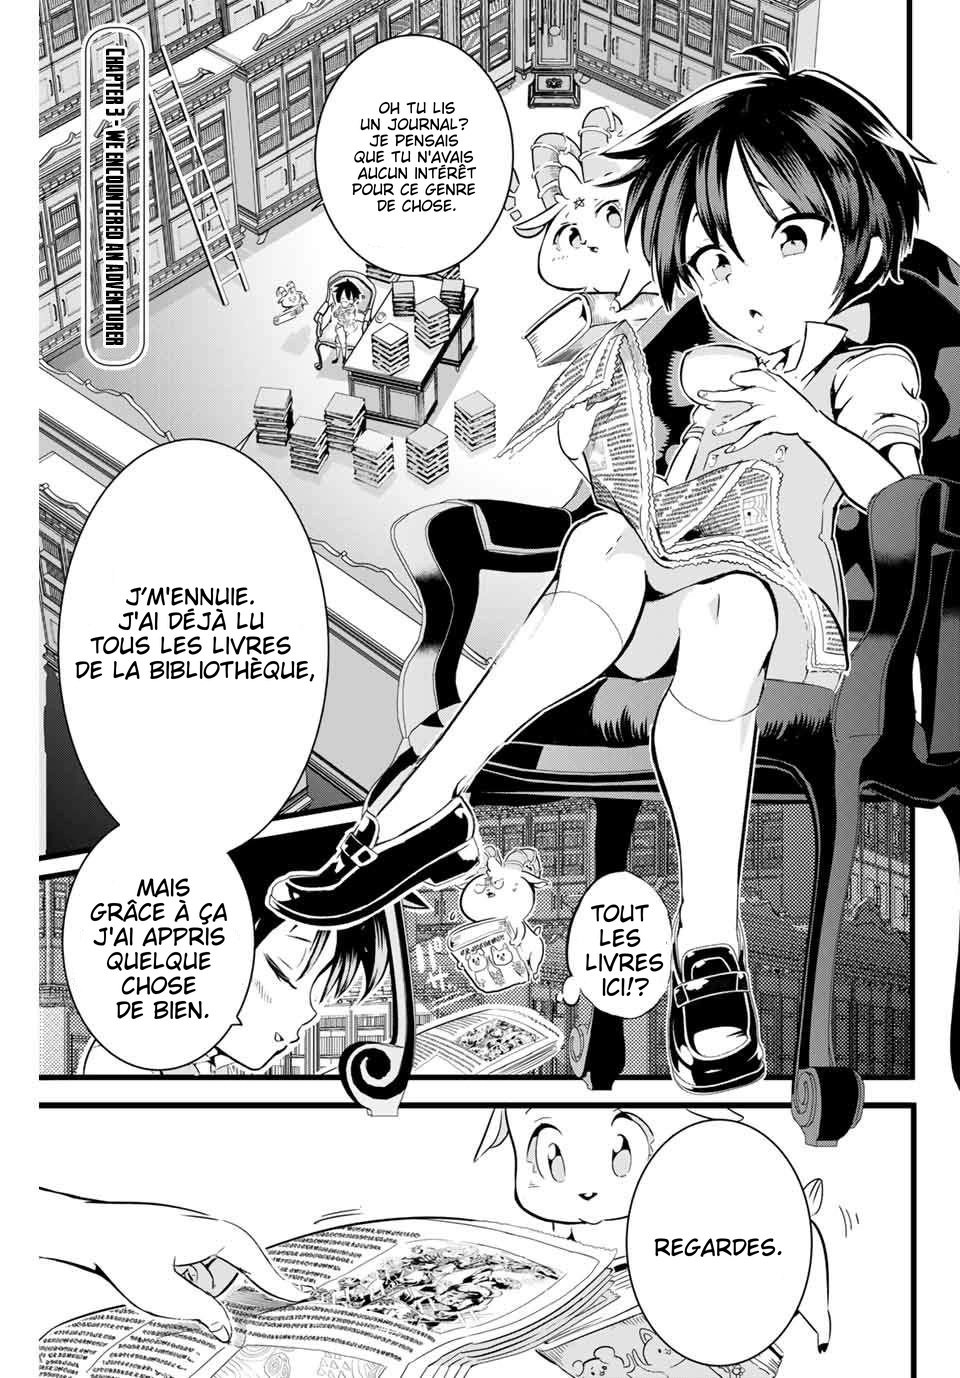 CHAPTER 3 - WE ENCOUNTERED AN ADVENTURER
OH TU LIS
UN JOURNAL?
JE PENSAIS
QUE TU N'AVAIS
AUCUN INTÉRÊT
POUR CE GENRE
DE CHOSE.
J'M'ENNUIE.
J'AI DÉJÀ LU
TOUS LES LIVRES
DE LA BIBLIOTHÈQUE,
TOUT
LES
LIVRES
ICI!?
MAIS
GRÂCE À ÇA
J'AI APPRIS
QUELQUE
CHOSE
DE BIEN.
REGARDES.